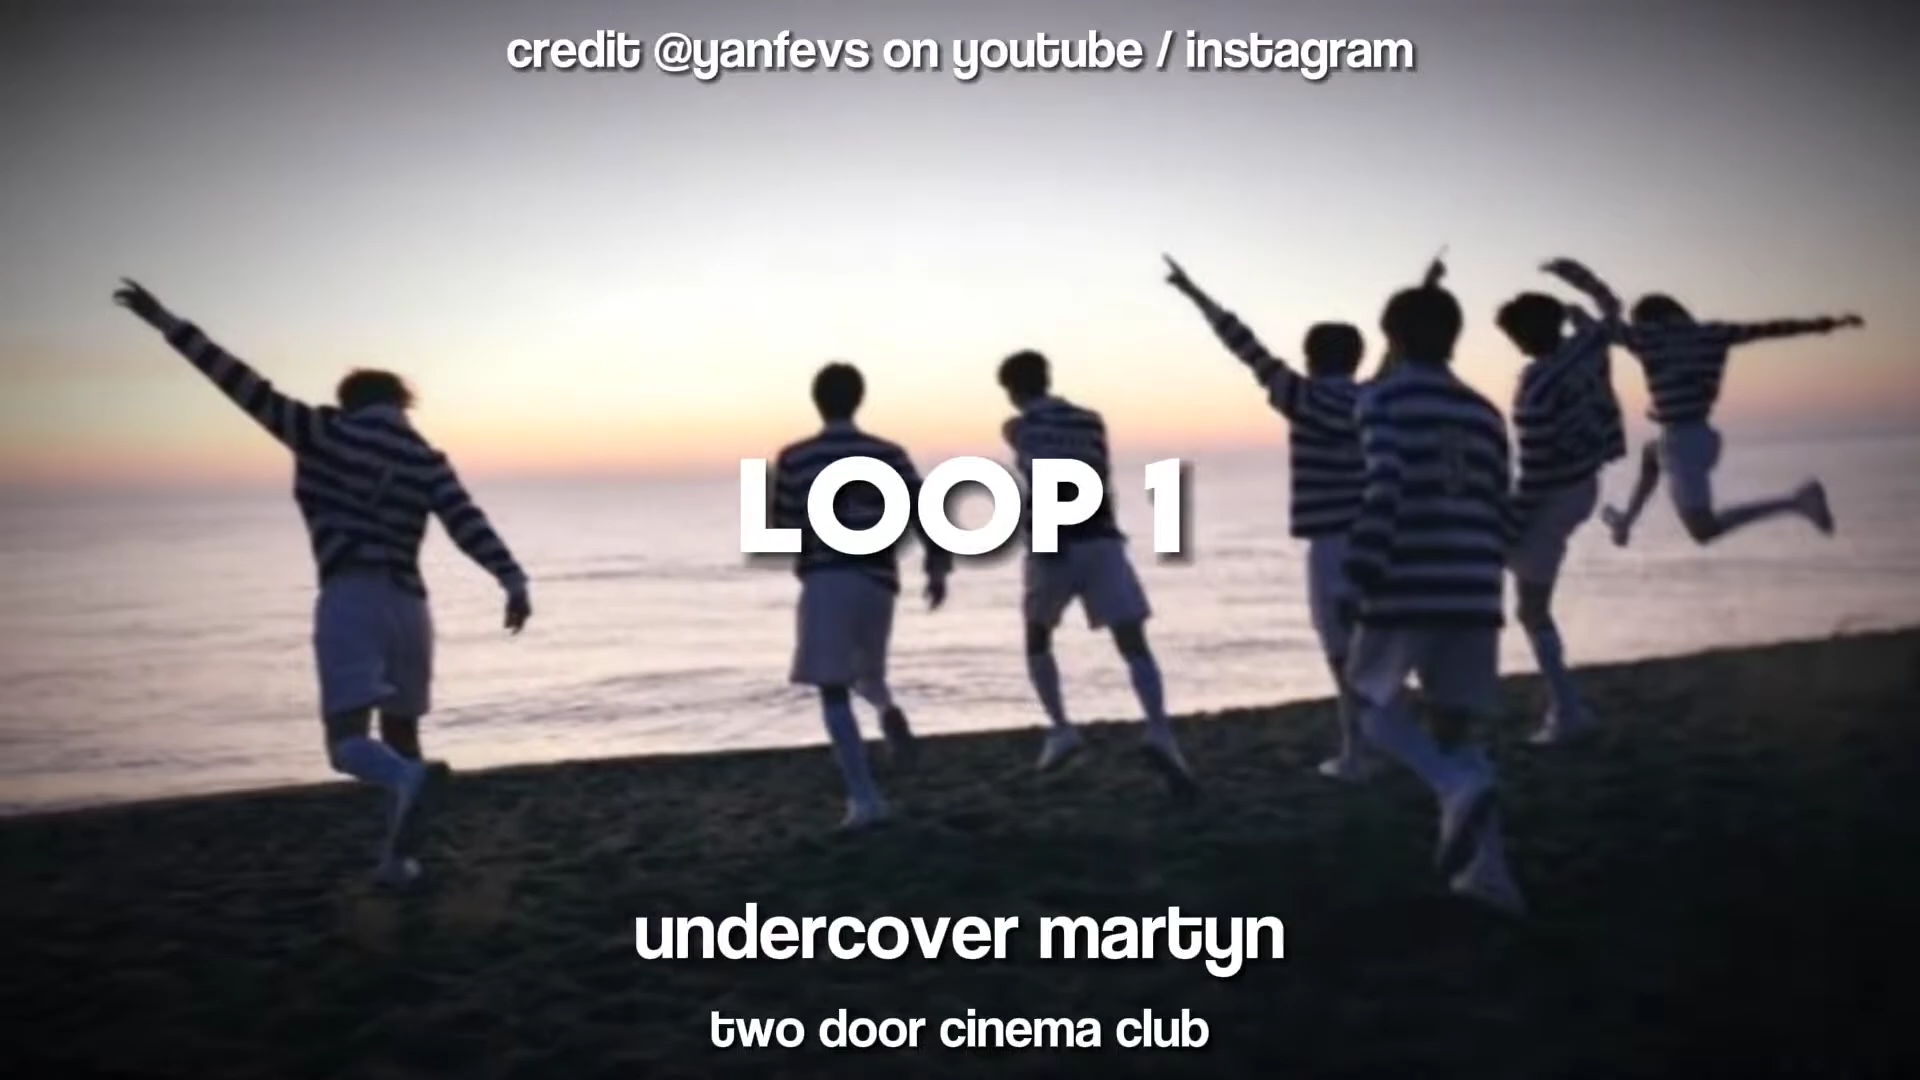 credit @yanfevs on youtube / instagram
LOOP 1
undercover martyn
two door cinema club